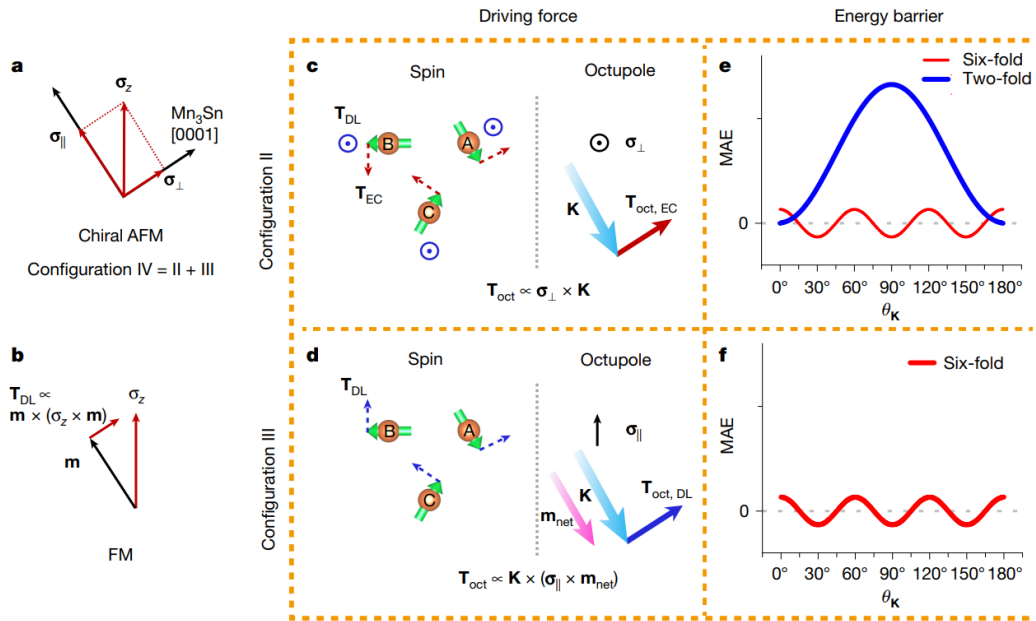 Driving force
Energy barrier
a
σz
σ∥
Mn3Sn
[0001]
σ⊥
Chiral AFM
Configuration IV = II + III
b
TDL ∝
m × (σz × m)
σz
m
FM
Configuration II
c
Spin
Octupole
TDL
B
A
TEC
C
σ⊥
K
Toct, EC
Toct ∝ σ⊥ × K
e
Six-fold
Two-fold
MAE
0
0° 30° 60° 90° 120° 150° 180°
θK
Configuration III
d
Spin
Octupole
TDL
B
A
C
σ∥
K
mnet
Toct, DL
Toct ∝ K × (σ∥ × mnet)
f
Six-fold
MAE
0
0° 30° 60° 90° 120° 150° 180°
θK